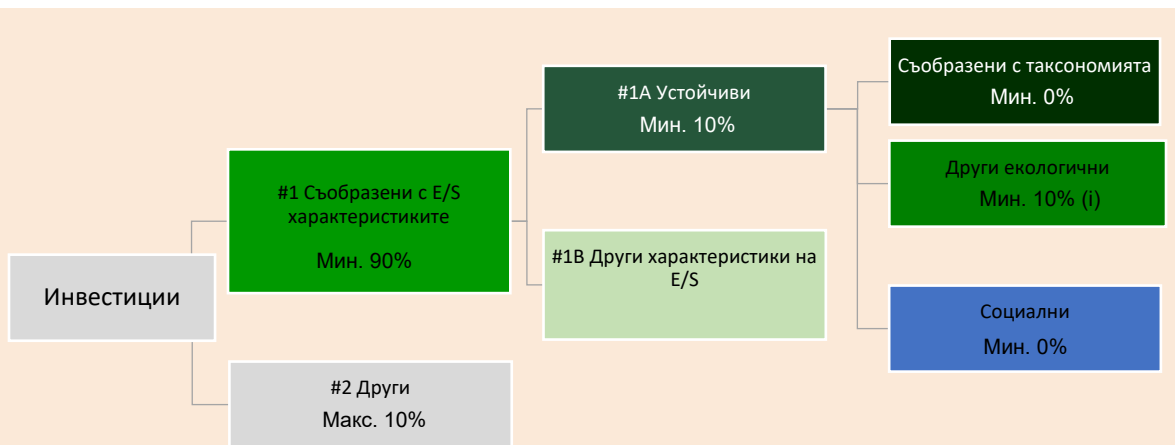 Инвестиции
#1 Съобразени с E/S
характеристиките
Мин. 90%
#2 Други
Макс. 10%
#1A Устойчиви
Мин. 10%
#1B Други характеристики на
E/S
Съобразени с таксономията
Мин. 0%
Други екологични
Мин. 10% (i)
Социални
Мин. 0%